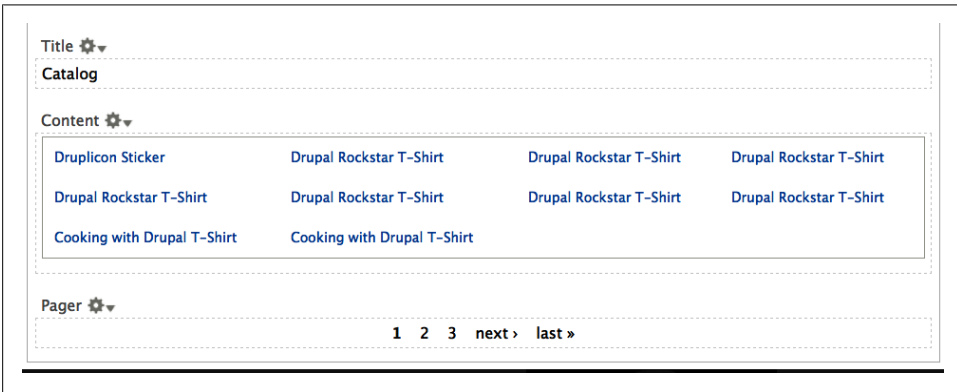 Title
Catalog
Content
Druplicon Sticker Drupal Rockstar T-Shirt Drupal Rockstar T-Shirt Drupal Rockstar T-Shirt
Drupal Rockstar T-Shirt Drupal Rockstar T-Shirt Drupal Rockstar T-Shirt Drupal Rockstar T-Shirt
Cooking with Drupal T-Shirt Cooking with Drupal T-Shirt
Pager
1 2 3 next › last »